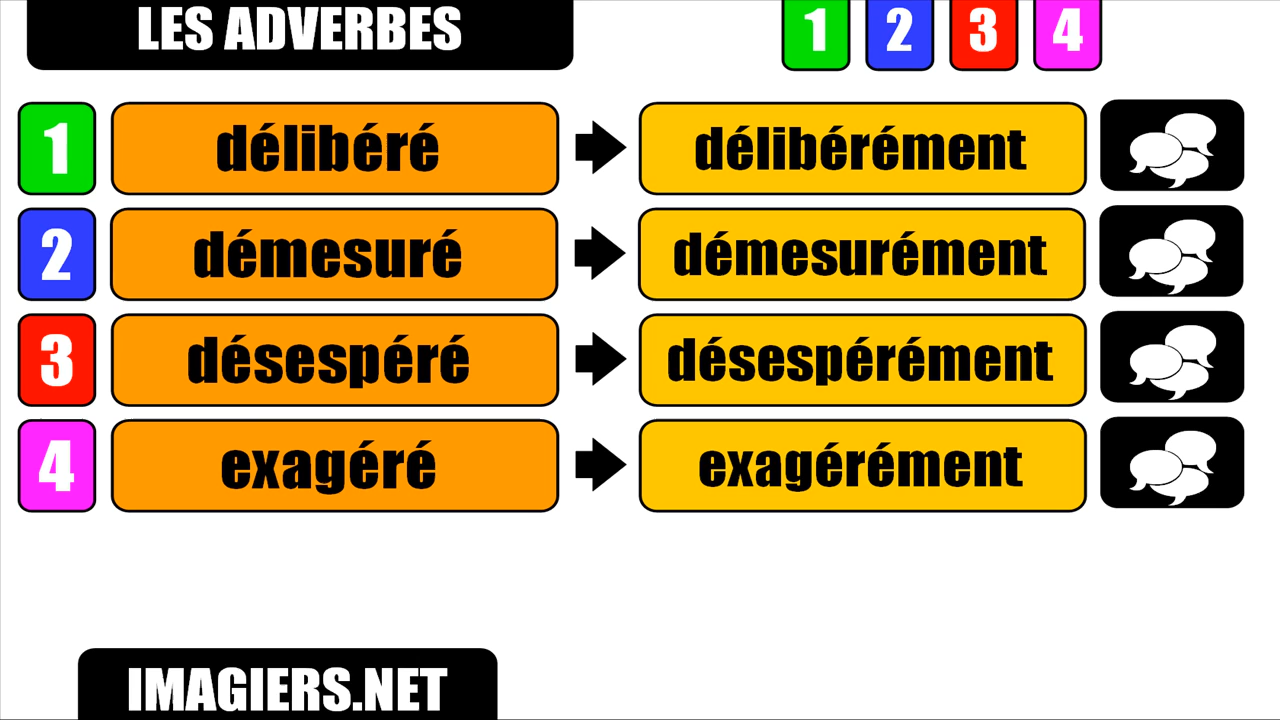 LES ADVERBES
1 2 3 4
1 délibéré délibérément
2 démesuré démesurément
3 désespéré désespérément
4 exagéré exagérément
IMAGIERS.NET